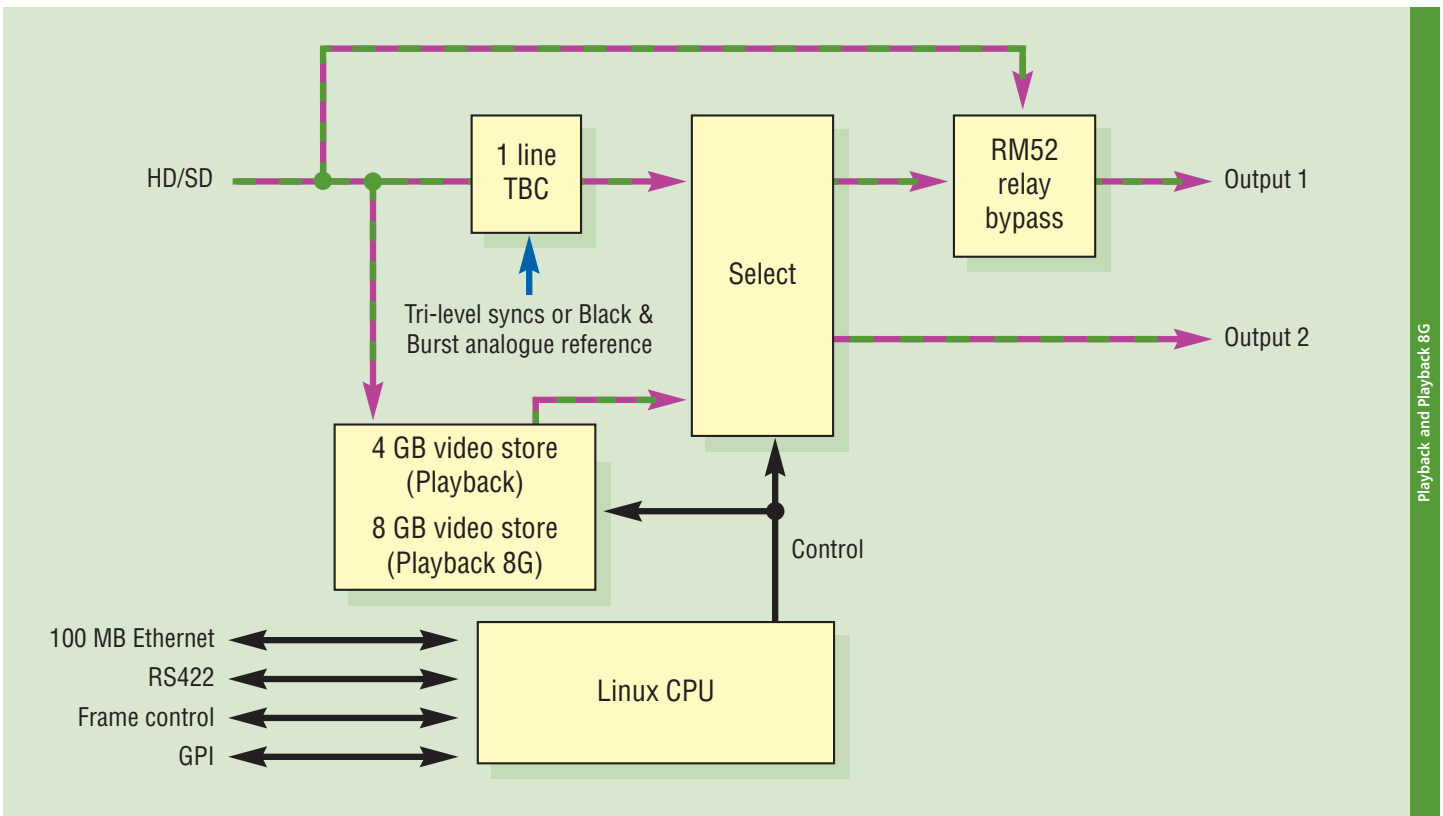 HD/SD
1 line
TBC
Select
RM52
relay
bypass
Output 1
Tri-level syncs or Black &
Burst analogue reference
Output 2
4 GB video store
(Playback)
8 GB video store
(Playback 8G)
Control
100 MB Ethernet
RS422
Frame control
GPI
Linux CPU
Playback and Playback 8G